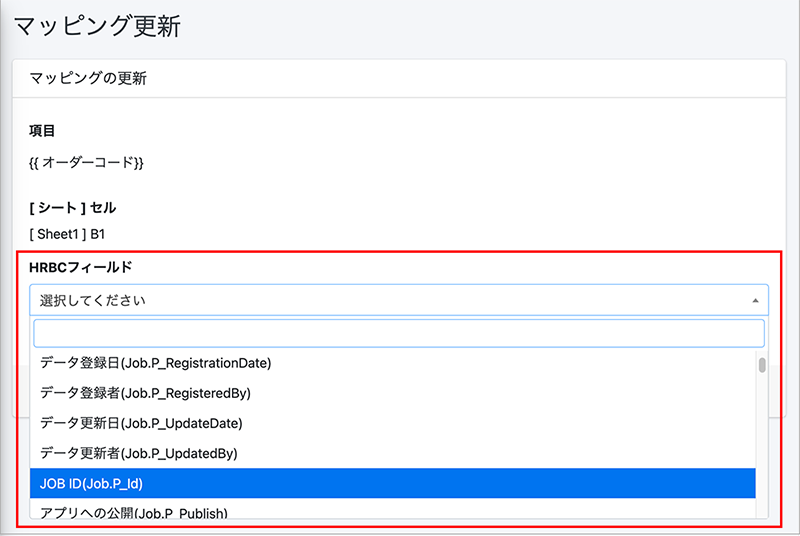 マッピング更新
マッピングの更新
項目
{{ オーダーコード}}
[ シート ] セル
[ Sheet1 ] B1
HRBCフィールド
選択してください
データ登録日(Job.P_RegistrationDate)
データ登録者(Job.P_RegisteredBy)
データ更新日(Job.P_UpdateDate)
データ更新者(Job.P_UpdatedBy)
JOB ID(Job.P_Id)
アプリへの公開(Job.P_Publish)